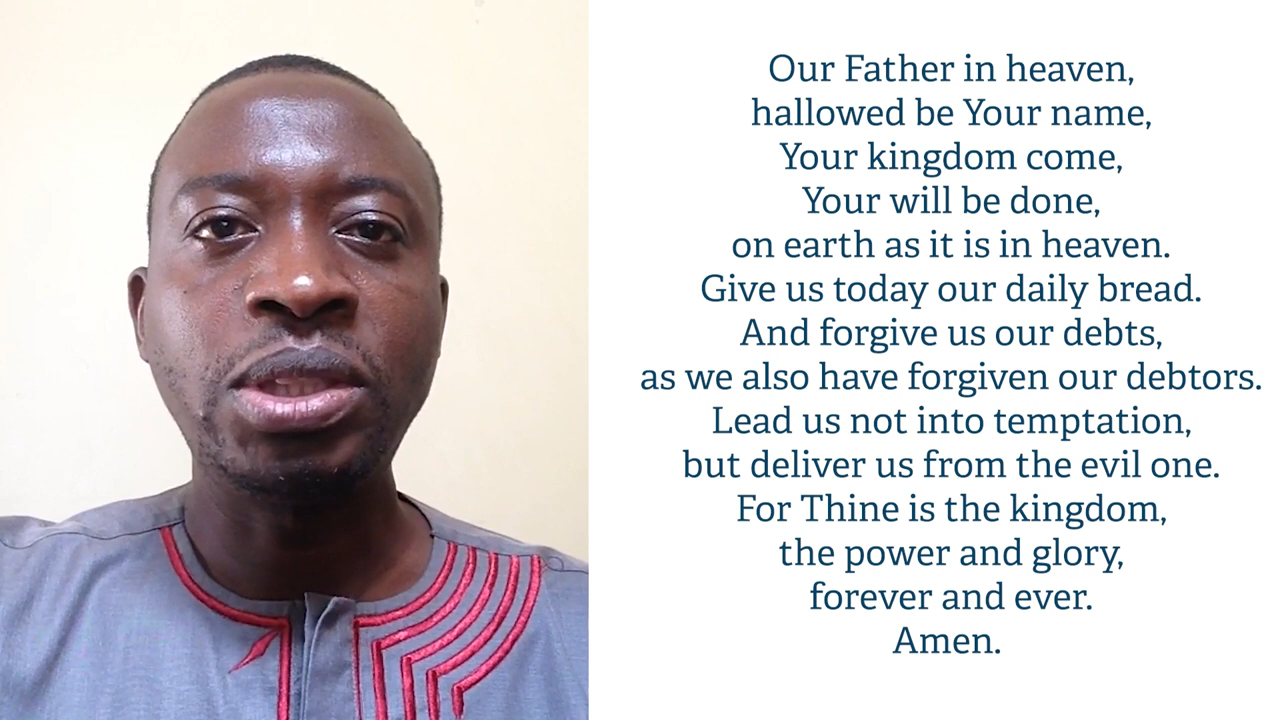 Our Father in heaven,
hallowed be Your name,
Your kingdom come,
Your will be done,
on earth as it is in heaven.
Give us today our daily bread.
And forgive us our debts,
as we also have forgiven our debtors.
Lead us not into temptation,
but deliver us from the evil one.
For Thine is the kingdom,
the power and glory,
forever and ever.
Amen.